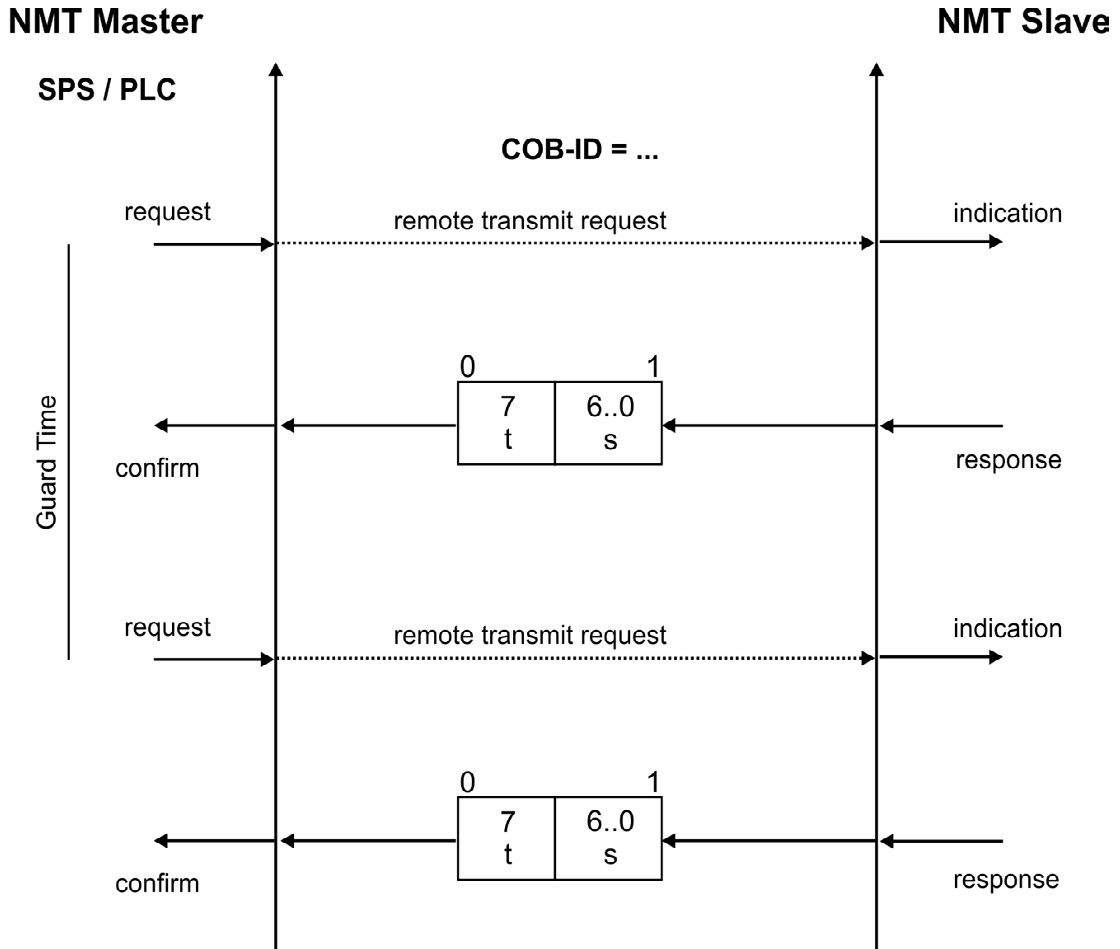 NMT Master
NMT Slave
SPS / PLC
COB-ID = ...
request
remote transmit request
indication
0
1
7
6..0
t
s
confirm
response
Guard Time
request
remote transmit request
indication
0
1
7
6..0
t
s
confirm
response